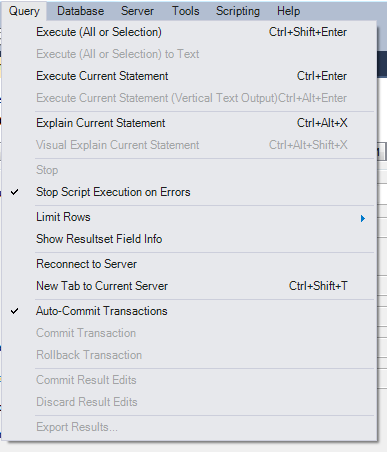 Query Database Server Tools Scripting Help
Execute (All or Selection) Ctrl+Shift+Enter
Execute (All or Selection) to Text
Execute Current Statement Ctrl+Enter
Execute Current Statement (Vertical Text Output)Ctrl+Alt+Enter
Explain Current Statement Ctrl+Alt+X
Visual Explain Current Statement Ctrl+Alt+Shift+X
Stop
Stop Script Execution on Errors
Limit Rows
Show Resultset Field Info
Reconnect to Server
New Tab to Current Server Ctrl+Shift+T
Auto-Commit Transactions
Commit Transaction
Rollback Transaction
Commit Result Edits
Discard Result Edits
Export Results...